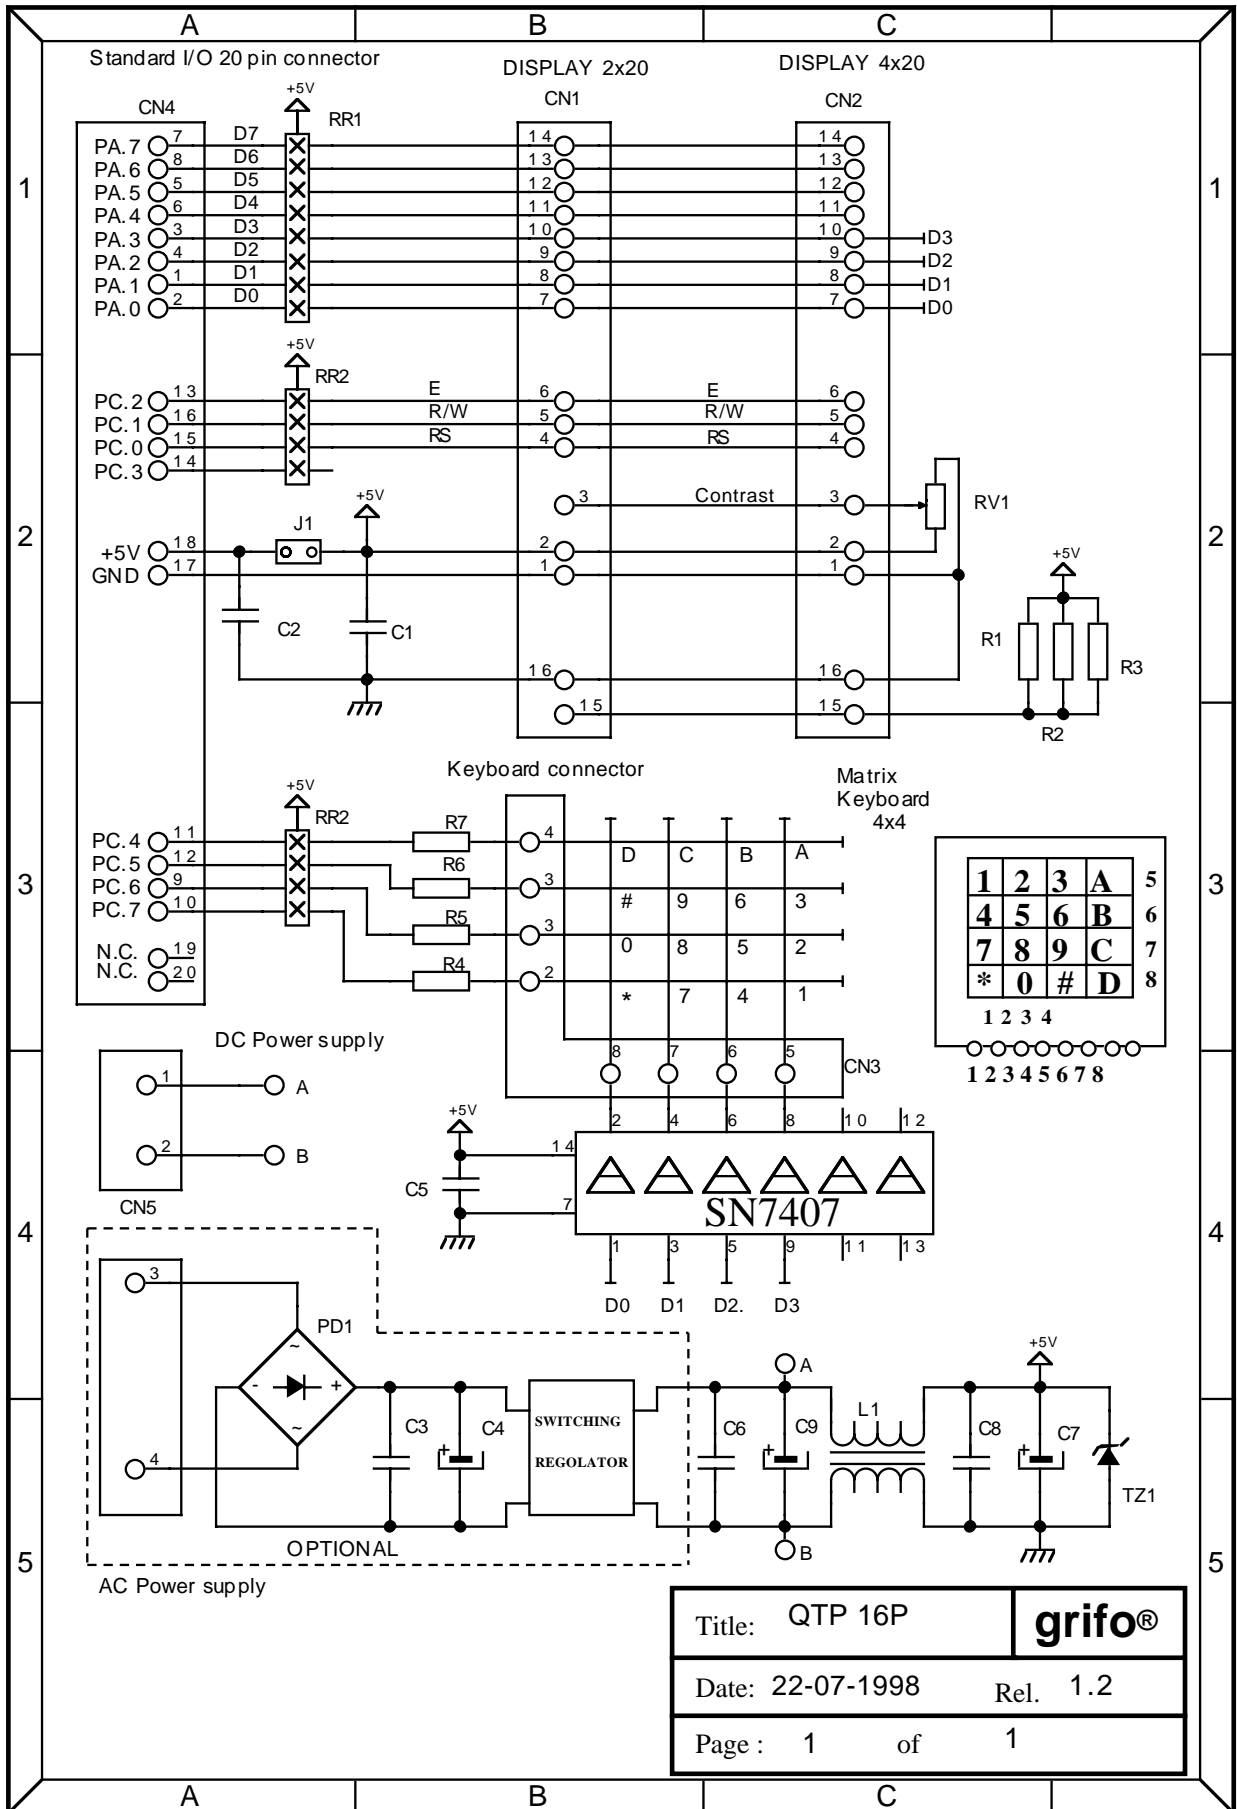 A B C
Standard I/O 20 pin connector
DISPLAY 2x20
DISPLAY 4x20
CN4 +5V RR1 CN1 CN2
PA.7 7 D7 14 14
PA.6 8 D6 13 13
PA.5 5 D5 12 12
1 1
PA.4 6 D4 11 11
PA.3 3 D3 10 10 D3
PA.2 4 D2 9 9 D2
PA.1 1 D1 8 8 D1
PA.0 2 D0 7 7 D0
+5V
RR2
PC.2 13 E 6 E 6
PC.1 16 R/W 5 R/W 5
PC.0 15 RS 4 RS 4
PC.3 14
+5V 3 Contrast 3 RV1
J1
2 2
+5V 18 2 2
GND 17 1 1
+5V
C2 C1 R1 R3
16 16
15 15
R2
Keyboard connector
Matrix
Keyboard
4x4
+5V
RR2
PC.4 11 R7 4 D C B A
PC.5 12 R6 3 # 9 6 3
PC.6 9 R5 3 0 8 5 2
PC.7 10 R4 2 * 7 4 1
N.C. 19
N.C. 20
3 3
1 2 3 A 5
4 5 6 B 6
7 8 9 C 7
* 0 # D 8
1 2 3 4
1 2 3 4 5 6 7 8
8 7 6 5 CN3
DC Power supply
1 A
2 B
CN5
+5V
2 4 6 8 10 12
14
C5
7
SN7407
1 3 5 9 11 13
D0 D1 D2. D3
4 4
3
PD1
~
- +
~
4
C3 + C4
SWITCHING
REGOLATOR
A
C6 + C9 L1 C8 + C7
+5V
TZ1
B
OPTIONAL
AC Power supply
5 5
Title: QTP 16P grifo®
Date: 22-07-1998 Rel. 1.2
Page : 1 of 1
A B C